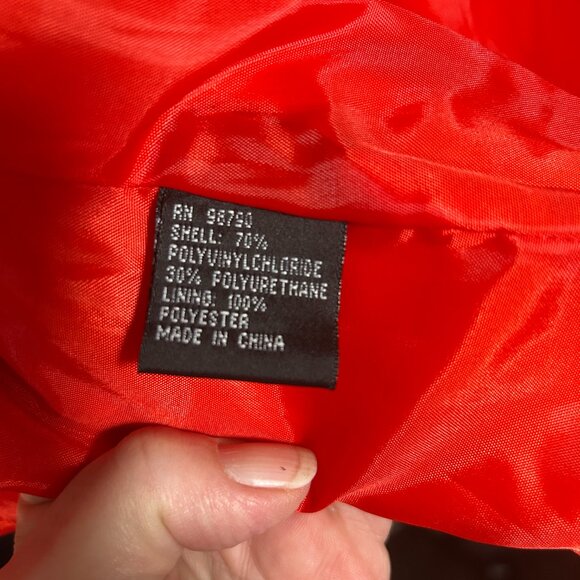 RN 98790
SHELL: 70%
POLYVINYLCHLORIDE
30% POLYURETHANE
LINING: 100%
POLYESTER
MADE IN CHINA